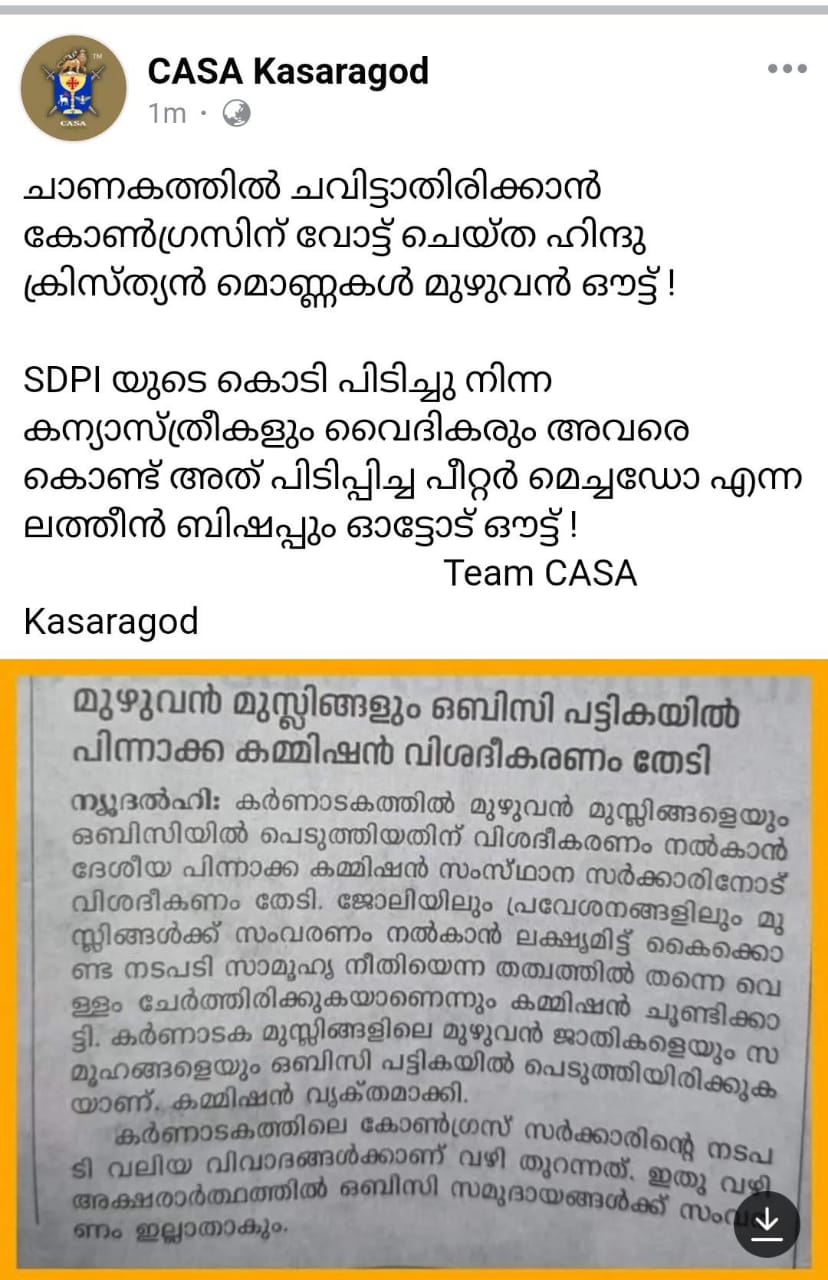 CASA Kasaragod
1m ·
TM
CASA
ചാണകത്തിൽ ചവിട്ടാതിരിക്കാൻ
കോൺഗ്രസിന് വോട്ട് ചെയ്ത ഹിന്ദു
ക്രിസ്ത്യൻ മൊണ്ണകൾ മുഴുവൻ ഔട്ട് !
SDPI യുടെ കൊടി പിടിച്ചു നിന്ന
കന്യാസ്ത്രീകളും വൈദികരും അവരെ
കൊണ്ട് അത് പിടിപ്പിച്ച പീറ്റർ മെച്ചഡോ എന്ന
ലത്തീൻ ബിഷപ്പും ഓട്ടോട് ഔട്ട് !
Team CASA
Kasaragod
മുഴുവൻ മുസ്ലിങ്ങളും ഒബിസി പട്ടികയിൽ
പിന്നാക്ക കമ്മിഷൻ വിശദീകരണം തേടി
ന്യൂദൽഹി: കർണാടകത്തിൽ മുഴുവൻ മുസ്ലിങ്ങളെയും
ഒബിസിയിൽ പെടുത്തിയതിന് വിശദീകരണം നൽകാൻ
ദേശീയ പിന്നാക്ക കമ്മിഷൻ സംസ്ഥാന സർക്കാരിനോട്
വിശദീകണം തേടി. ജോലിയിലും പ്രവേശനങ്ങളിലും മു
സ്ലിങ്ങൾക്ക് സംവരണം നൽകാൻ ലക്ഷ്യമിട്ട് കൈക്കൊ
ണ്ട നടപടി സാമൂഹ്യ നീതിയെന്ന തത്വത്തിൽ തന്നെ വെ
ള്ളം ചേർത്തിരിക്കുകയാണെന്നും കമ്മിഷൻ ചൂണ്ടിക്കാ
ട്ടി. കർണാടക മുസ്ലിങ്ങളിലെ മുഴുവൻ ജാതികളെയും സ
മൂഹങ്ങളെയും ഒബിസി പട്ടികയിൽ പെടുത്തിയിരിക്കുക
യാണ്. കമ്മിഷൻ വ്യക്തമാക്കി.
കർണാടകത്തിലെ കോൺഗ്രസ് സർക്കാരിന്റെ നടപ
ടി വലിയ വിവാദങ്ങൾക്കാണ് വഴി തുറന്നത്. ഇതു വഴി
അക്ഷരാർത്ഥത്തിൽ ഒബിസി സമുദായങ്ങൾക്ക്
ണം ഇല്ലാതാകും.